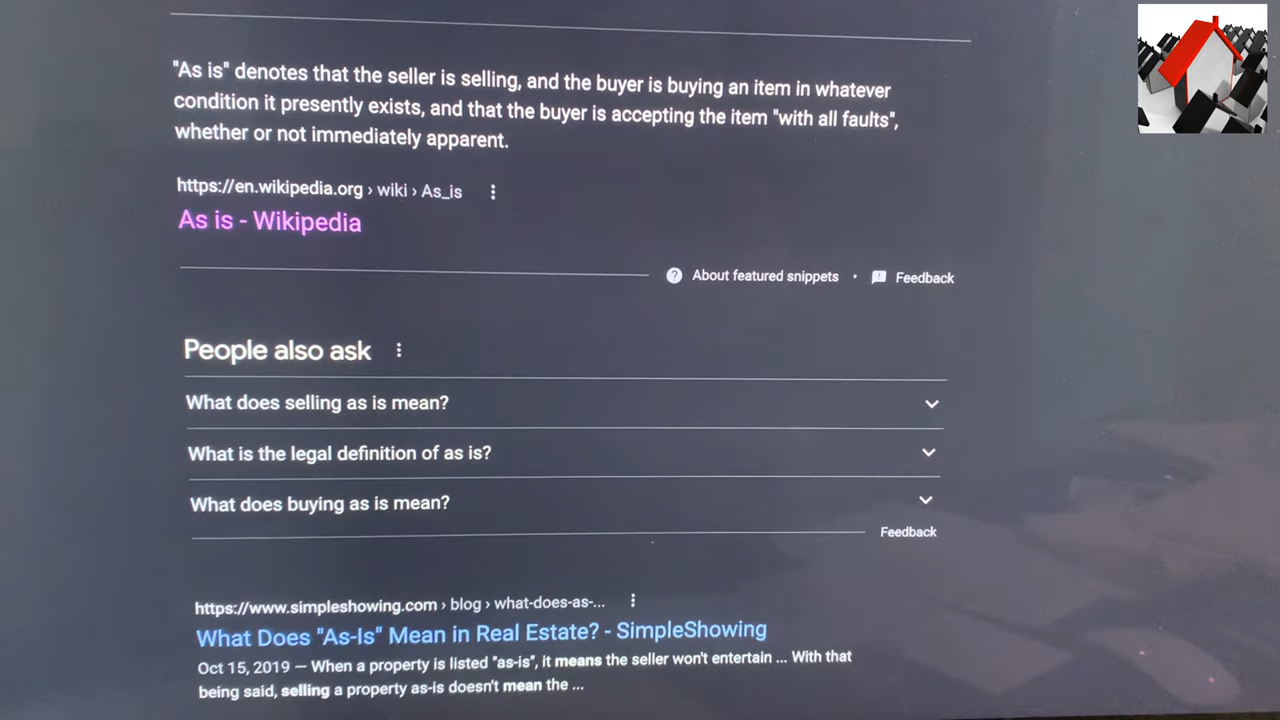 "As is" denotes that the seller is selling, and the buyer is buying an item in whatever
condition it presently exists, and that the buyer is accepting the item "with all faults",
whether or not immediately apparent.
https://en.wikipedia.org › wiki › As_is
As is - Wikipedia
About featured snippets • Feedback
People also ask
What does selling as is mean?
What is the legal definition of as is?
What does buying as is mean?
Feedback
https://www.simpleshowing.com › blog › what-does-as-...
What Does "As-Is" Mean in Real Estate? - SimpleShowing
Oct 15, 2019 — When a property is listed "as-is", it means the seller won't entertain ... With that
being said, selling a property as-is doesn't mean the ...